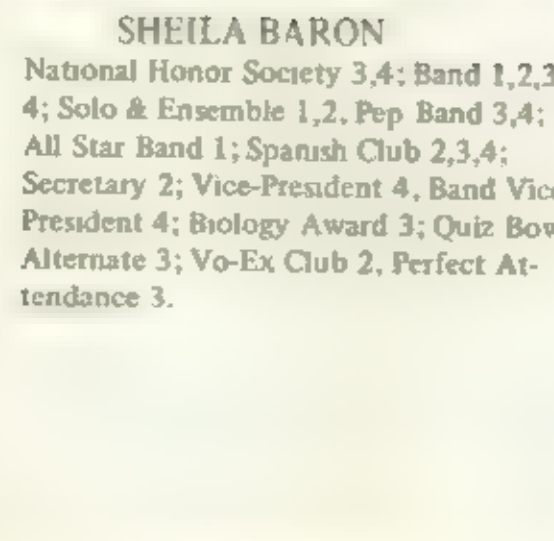 SHEILA BARON
National Honor Society 3,4; Band 1,2,3
4; Solo & Ensemble 1,2, Pep Band 3,4;
All Star Band 1; Spanish Club 2,3,4;
Secretary 2; Vice-President 4, Band Vice
President 4; Biology Award 3; Quiz Bow
Alternate 3; Vo-Ex Club 2, Perfect At-
tendance 3.